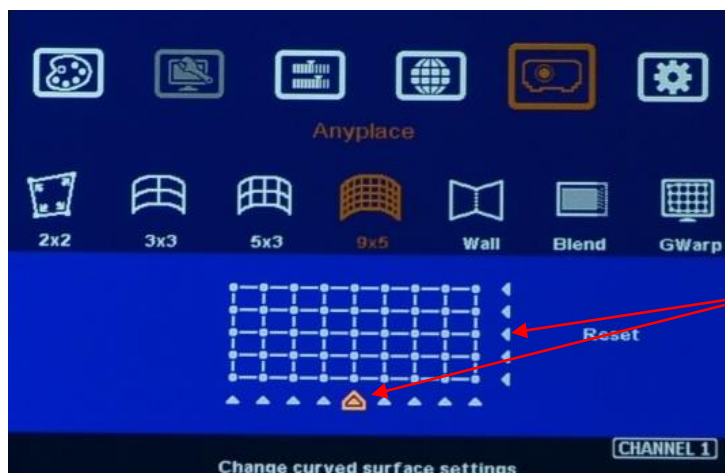 Anyplace
2x2 3x3 5x3 9x5 Wall Blend GWarp
Reset
CHANNEL 1
Change curved surface settings